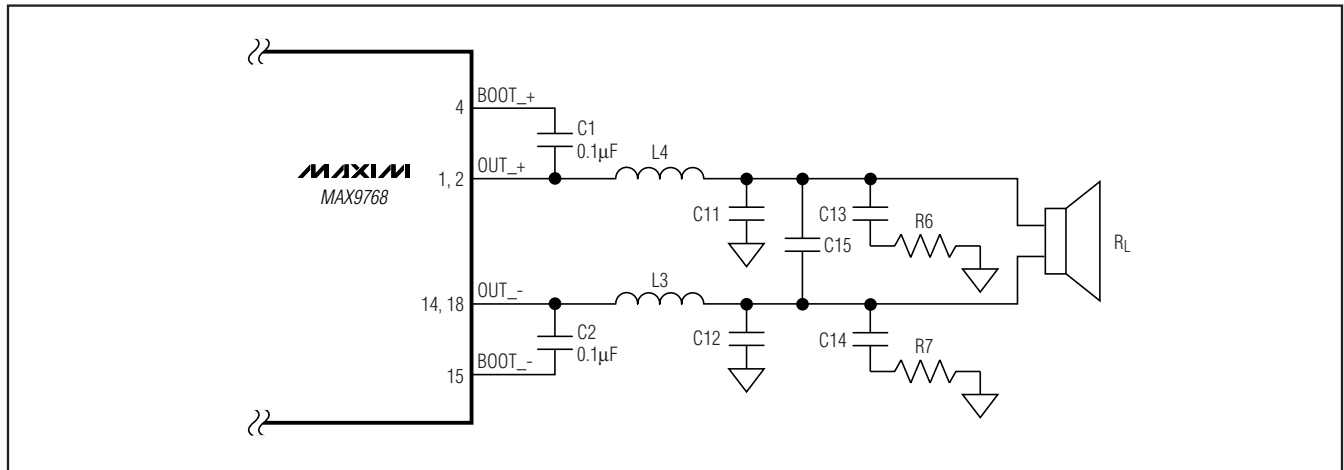 BOOT_+
4
C1
0.1µF
L4
OUT_+
1, 2
MAXIM
MAX9768
C11
C13
R6
C15
RL
L3
OUT_-
14, 18
C2
0.1µF
C12
C14
R7
BOOT_-
15